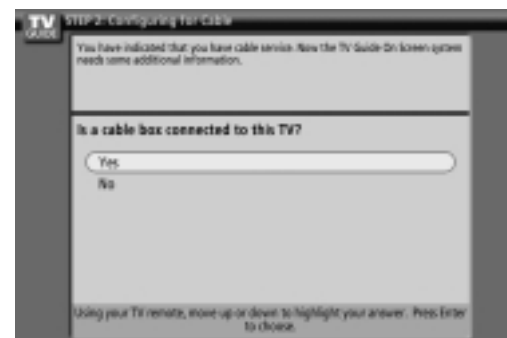 TV
GUIDE
STEP 2: Configuring for Cable
You have indicated that you have cable service. Now the TV Guide On Screen system
needs some additional information.
Is a cable box connected to this TV?
Yes
No
Using your TV remote, move up or down to highlight your answer. Press Enter
to choose.